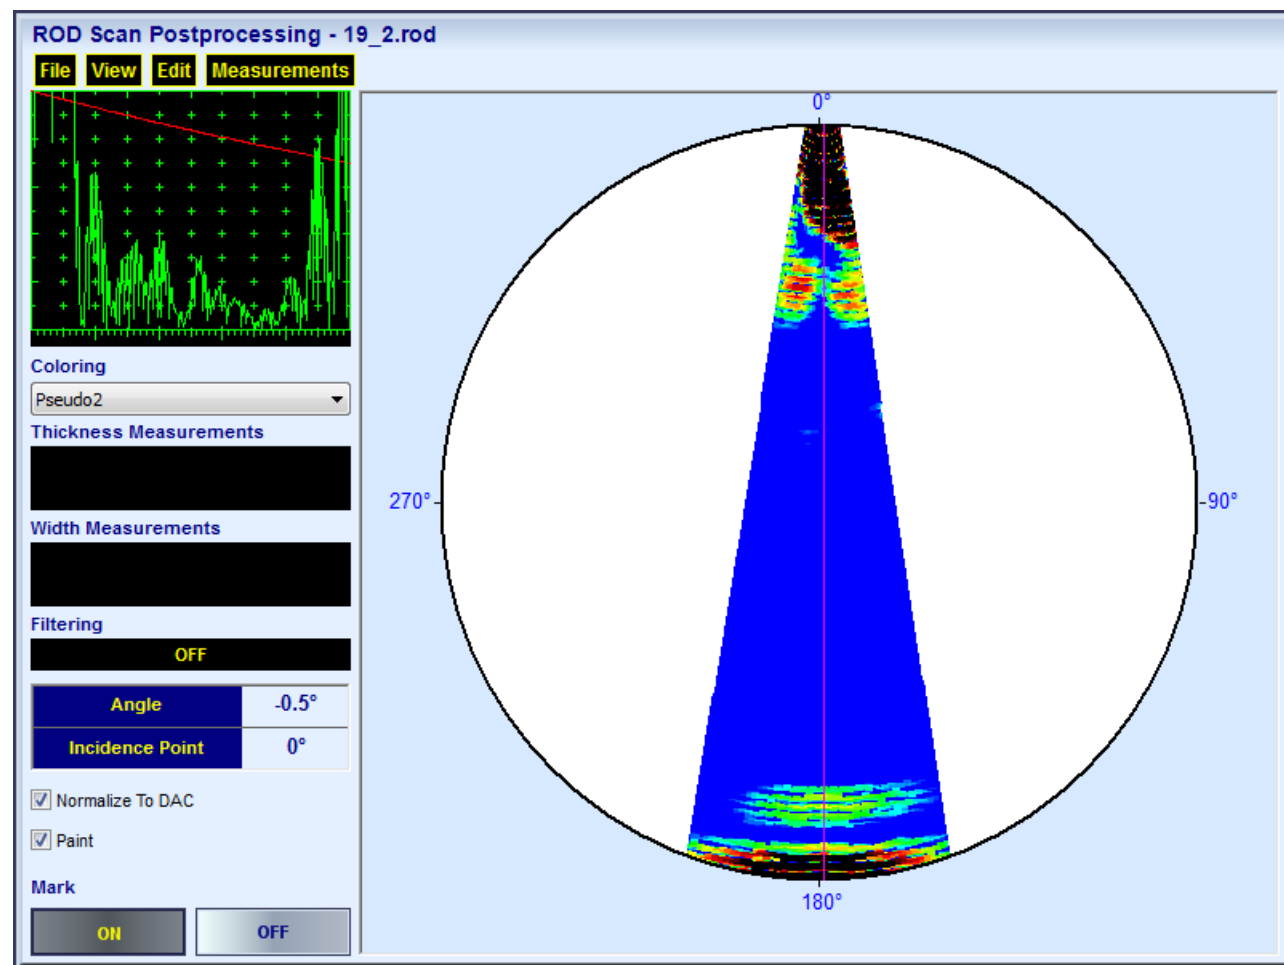 ROD Scan Postprocessing - 19_2.rod
File View Edit Measurements
0°
Coloring
Pseudo2
Thickness Measurements
270°
90°
Width Measurements
Filtering
OFF
Angle -0.5°
Incidence Point 0°
Normalize To DAC
Paint
Mark
180°
ON OFF